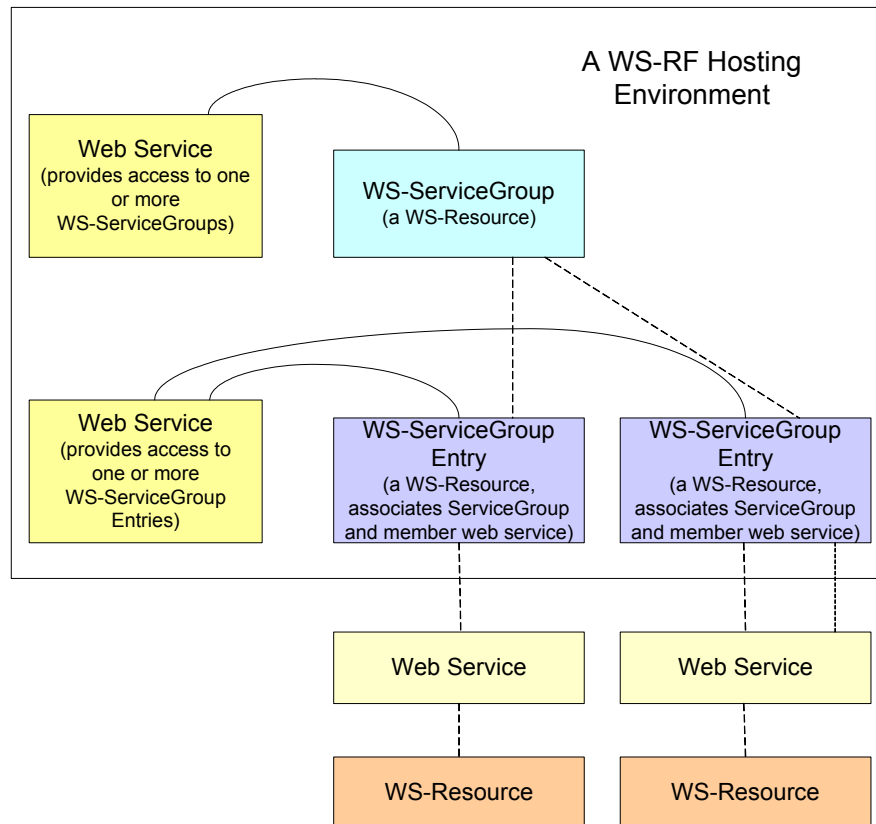 A WS-RF Hosting
Environment
Web Service
(provides access to one
or more
WS-ServiceGroups)
WS-ServiceGroup
(a WS-Resource)
Web Service
(provides access to
one or more
WS-ServiceGroup
Entries)
WS-ServiceGroup
Entry
(a WS-Resource,
associates ServiceGroup
and member web service)
WS-ServiceGroup
Entry
(a WS-Resource,
associates ServiceGroup
and member web service)
Web Service
Web Service
WS-Resource
WS-Resource